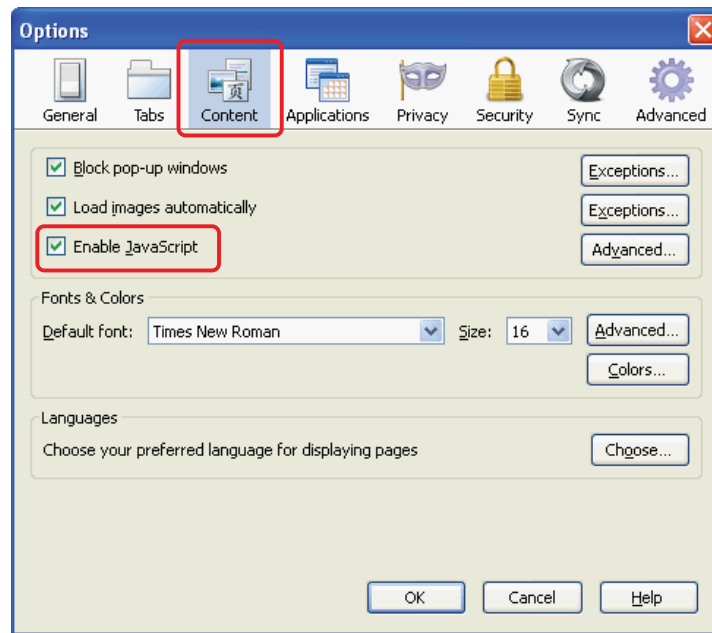 Options
General Tabs Content Applications Privacy Security Sync Advanced
页
Block pop-up windows Exceptions...
Load images automatically Exceptions...
Enable JavaScript Advanced...
Fonts & Colors
Default font: Times New Roman Size: 16 Advanced...
Colors...
Languages
Choose your preferred language for displaying pages Choose...
OK Cancel Help